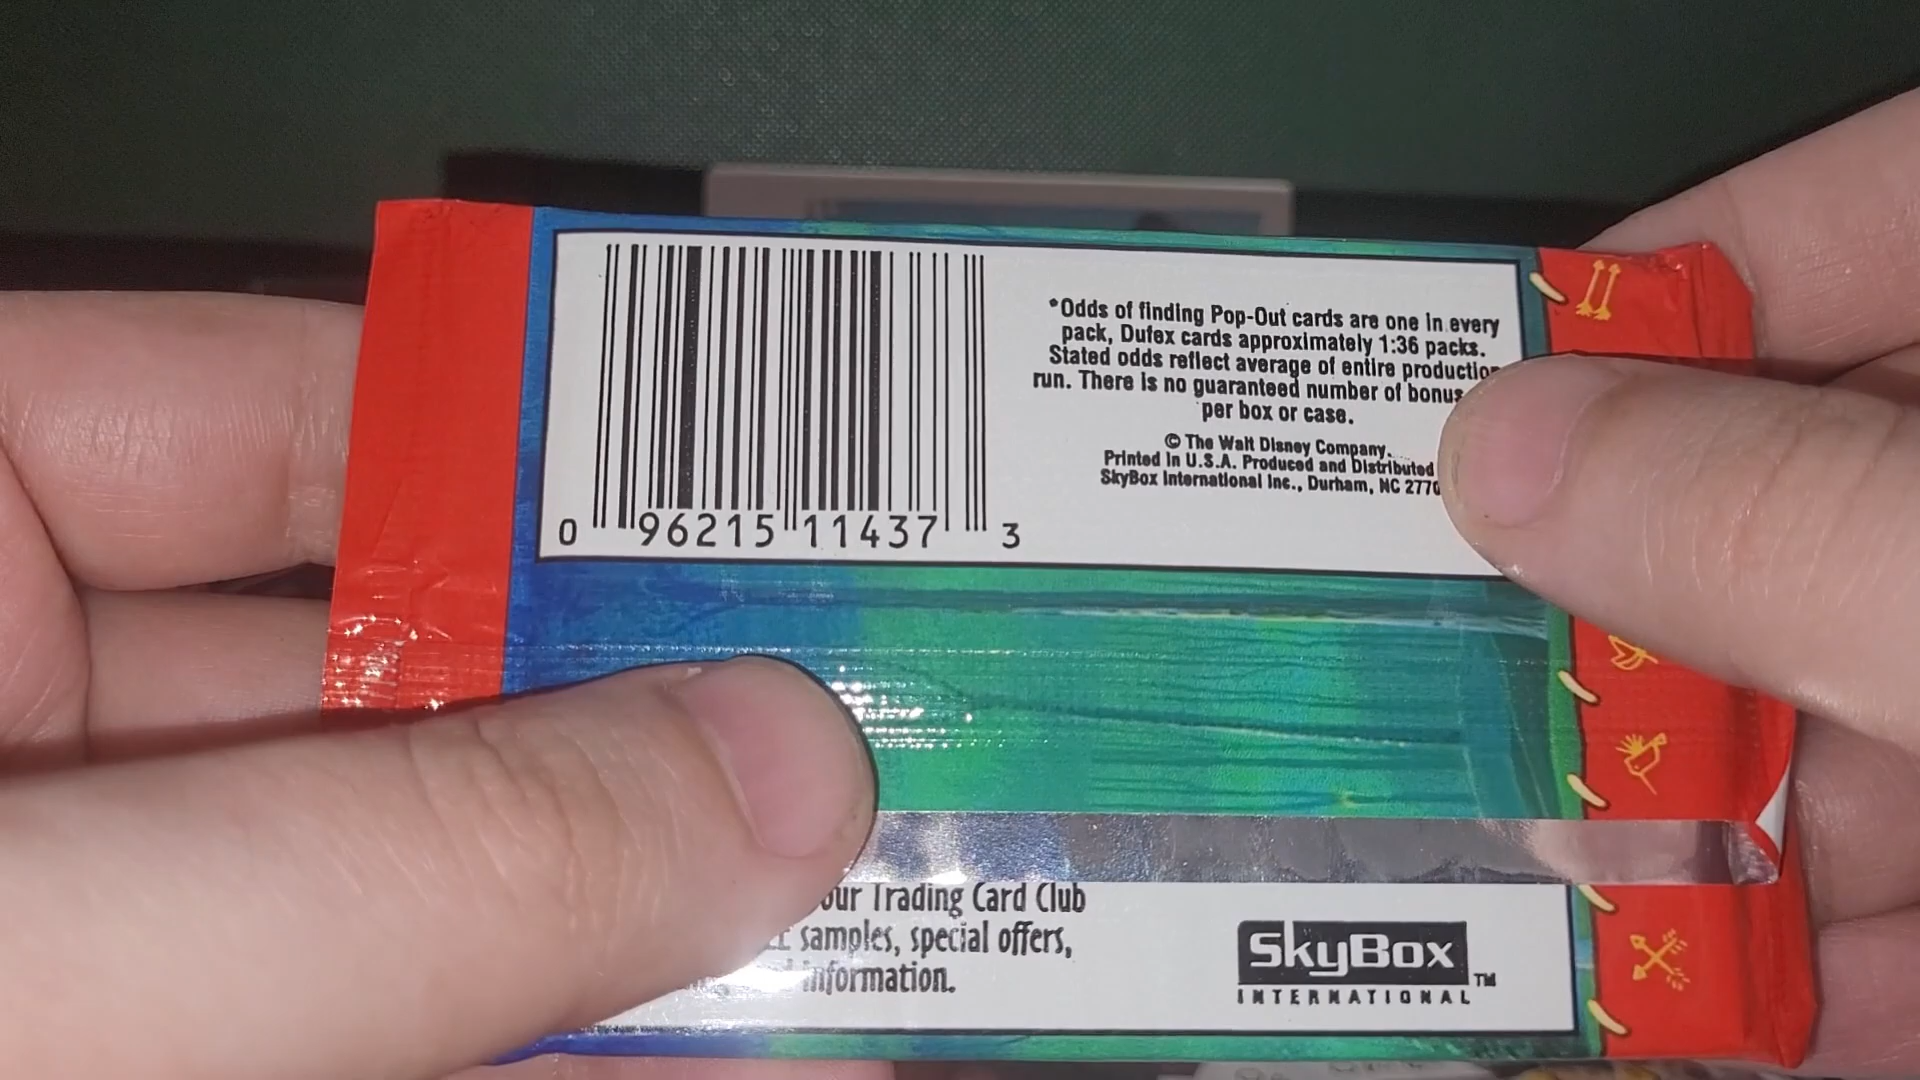 *Odds of finding Pop-Out cards are one in every
pack, Dufex cards approximately 1:36 packs.
Stated odds reflect average of entire production
run. There is no guaranteed number of bonus
per box or case.
© The Walt Disney Company.
Printed in U.S.A. Produced and Distributed
SkyBox International Inc., Durham, NC 2770
0 96215 11437 3
our Trading Card Club
samples, special offers,
information.
SkyBox TM
INTERNATIONAL